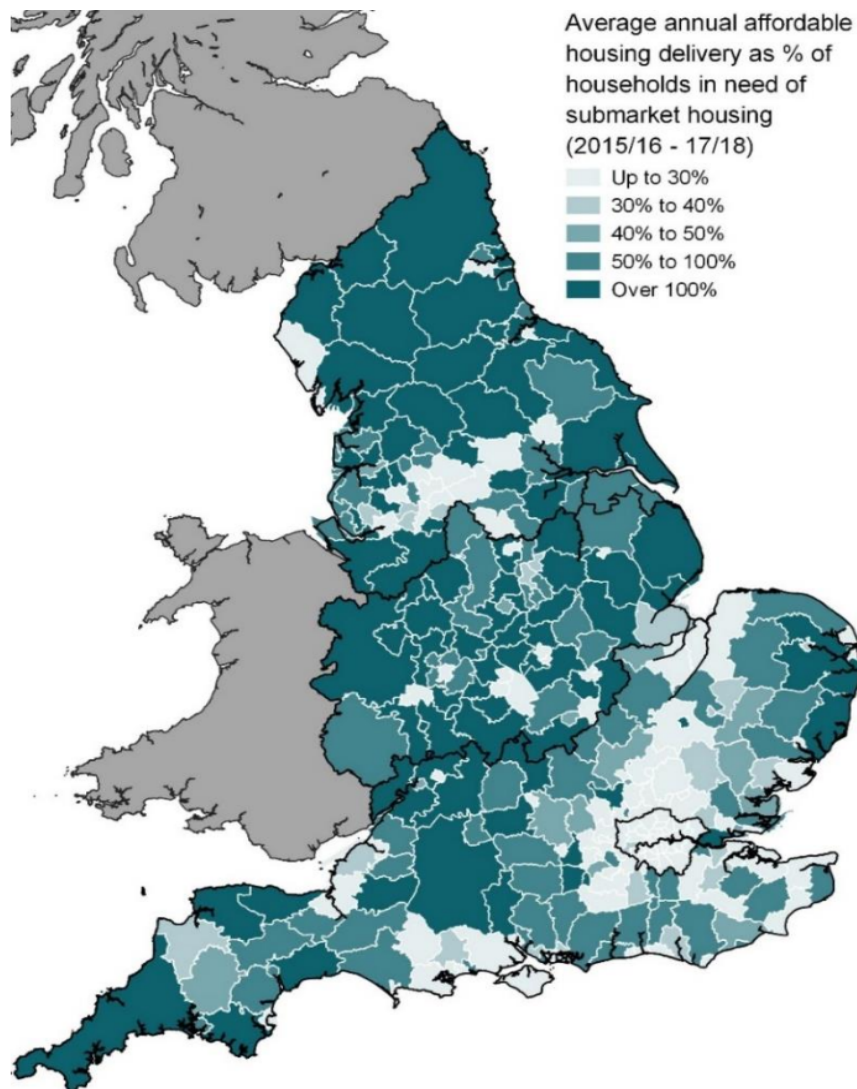 Average annual affordable
housing delivery as % of
households in need of
submarket housing
(2015/16 - 17/18)
Up to 30%
30% to 40%
40% to 50%
50% to 100%
Over 100%